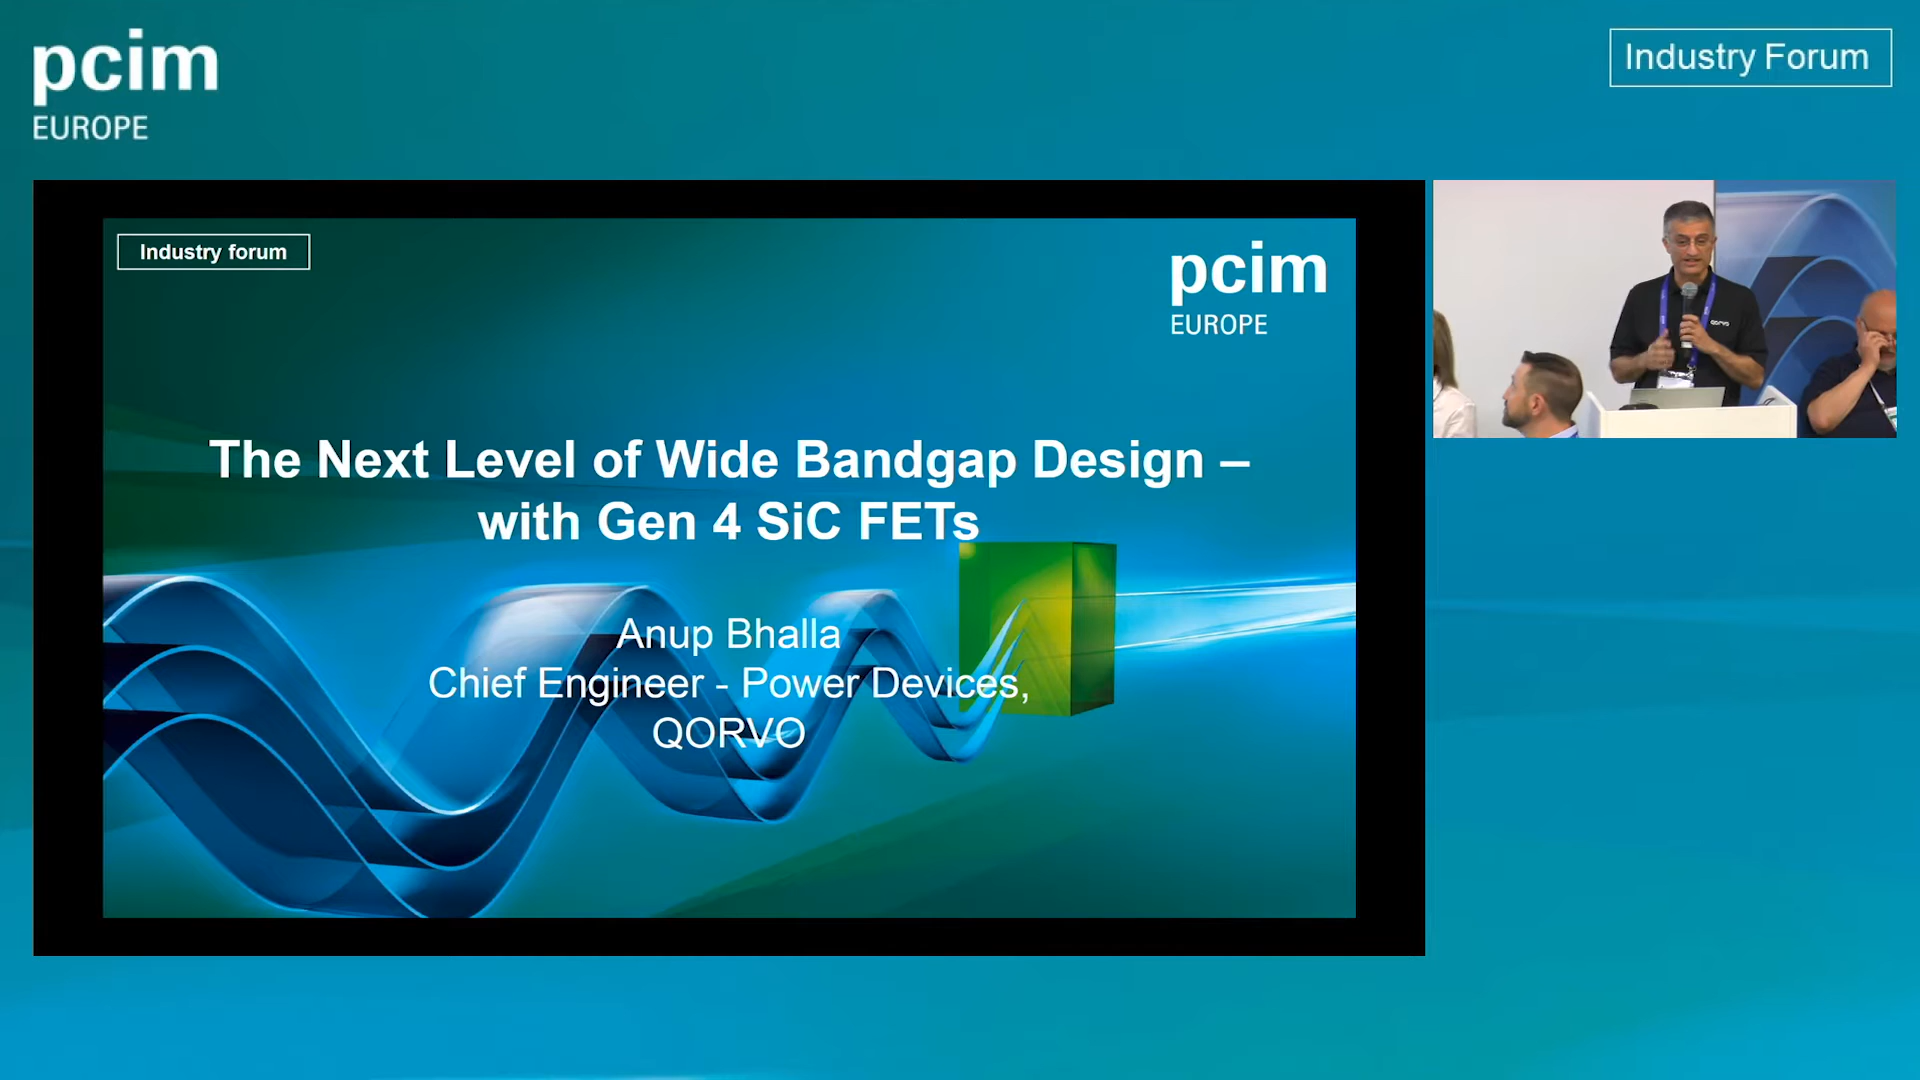 pcim
EUROPE
Industry Forum
Industry forum
pcim
EUROPE
The Next Level of Wide Bandgap Design –
with Gen 4 SiC FETs
Anup Bhalla
Chief Engineer - Power Devices,
QORVO
QORVO